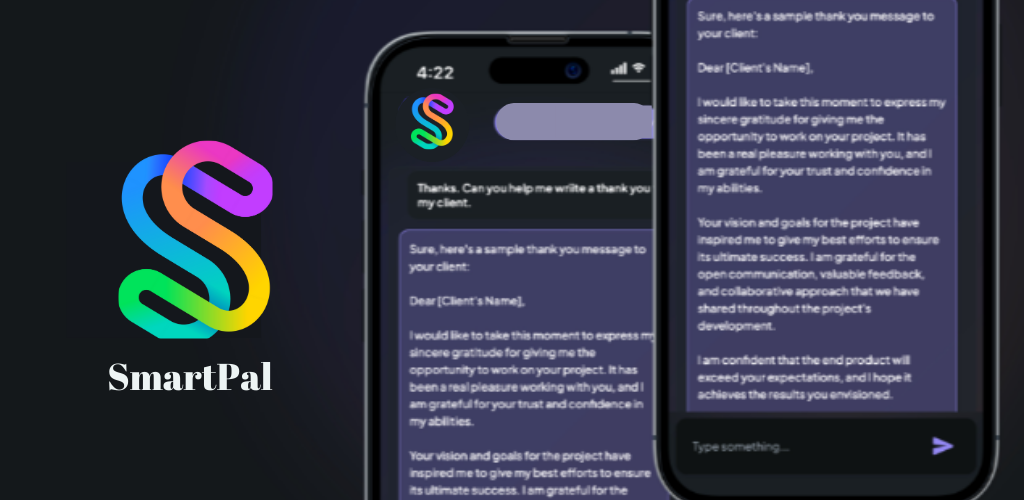 SmartPal
4:22
Thanks. Can you help me write a thank you
my client.
Sure, here's a sample thank you message to
your client:
Dear [Client's Name],
I would like to take this moment to express my
sincere gratitude for giving me the
opportunity to work on your project. It has
been a real pleasure working with you, and I
am grateful for your trust and confidence in
my abilities.
Your vision and goals for the project have
inspired me to give my best efforts to ensure
its ultimate success. I am grateful for the
Sure, here's a sample thank you message to
your client:
Dear [Client's Name],
I would like to take this moment to express my
sincere gratitude for giving me the
opportunity to work on your project. It has
been a real pleasure working with you, and I
am grateful for your trust and confidence in
my abilities.
Your vision and goals for the project have
inspired me to give my best efforts to ensure
its ultimate success. I am grateful for the
open communication, valuable feedback,
and collaborative approach that we have
shared throughout the project's
development.
I am confident that the end product will
exceed your expectations, and I hope it
achieves the results you envisioned.
Type something...